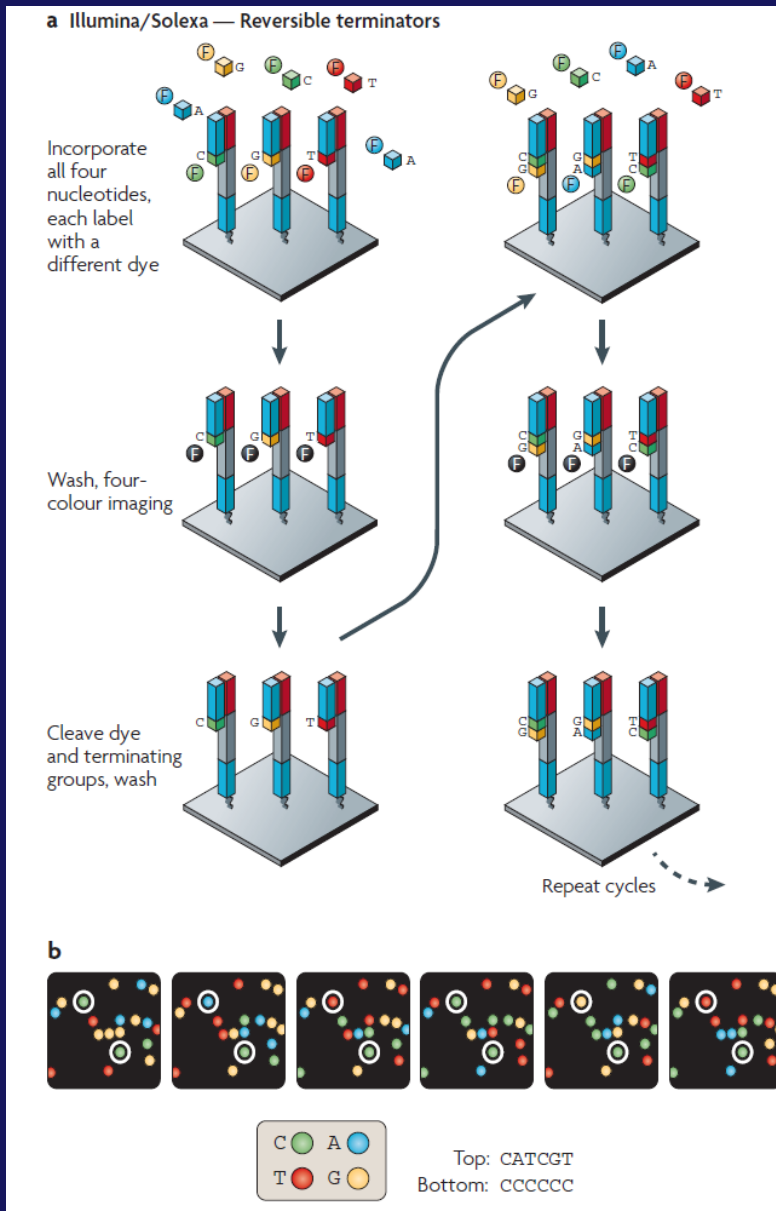 a Illumina/Solexa — Reversible terminators
F G F C F T
F A
F A
Incorporate
all four
nucleotides,
each label
with a
different dye
C G T
F F F
F G F C F A
F T
C G T
G A C
F F F
Wash, four-
colour imaging
C G T
F F F
C G T
G A C
F F F
Cleave dye
and terminating
groups, wash
C G T
C G T
G A C
Repeat cycles
b
C A
T G
Top: CATCGT
Bottom: CCCCCC